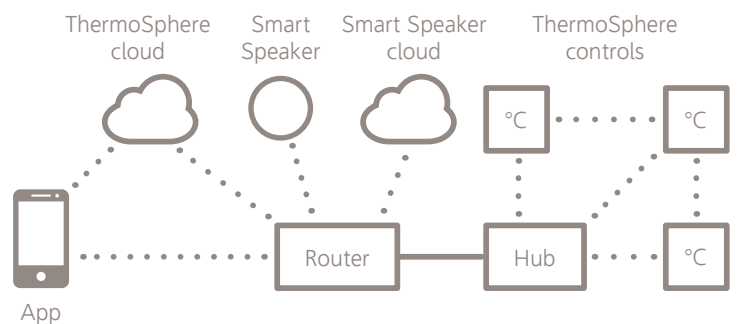 ThermoSphere
cloud
Smart
Speaker
Smart Speaker
cloud
ThermoSphere
controls
°C
°C
Router
Hub
°C
App